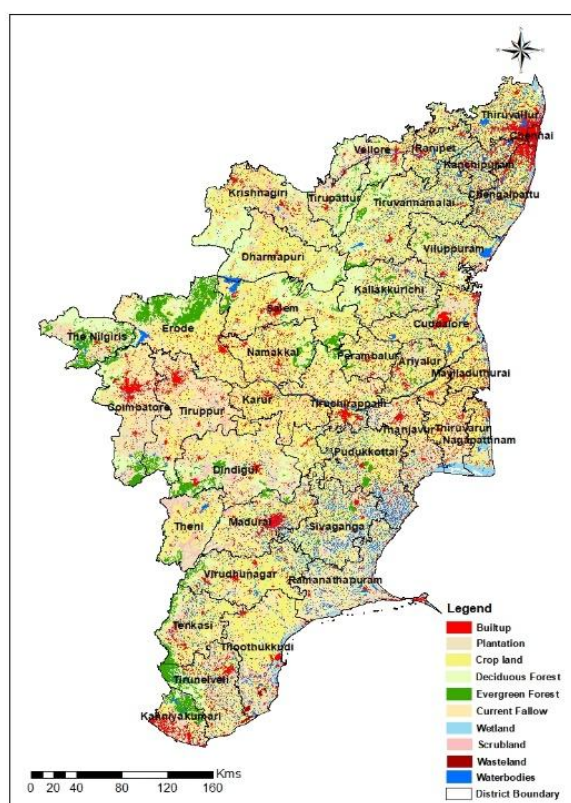 Thiruvallur
Chennai
Vellore
Ranipet
Kanchipuram
Krishnagiri
Tirupattur
Chengalpattu
Tiruvannamalai
Dharmapuri
Viluppuram
Kallakkurichi
Salem
Erode
The Nilgiris
Cuddalore
Namakkal
Perambalur
Ariyalur
Mayiladuthurai
Coimbatore
Tiruppur
Karur
Tiruchirappalli
Thanjavur
Thiruvarur
Nagapattinam
Pudukkottai
Dindigul
Theni
Madurai
Sivaganga
Virudhunagar
Ramanathapuram
Tenkasi
Thoothukkudi
Tirunelveli
Kanniyakumari
Legend
Builtup
Plantation
Crop land
Deciduous Forest
Evergreen Forest
Current Fallow
Wetland
Scrubland
Wasteland
Waterbodies
District Boundary
Kms
0 20 40 80 120 160